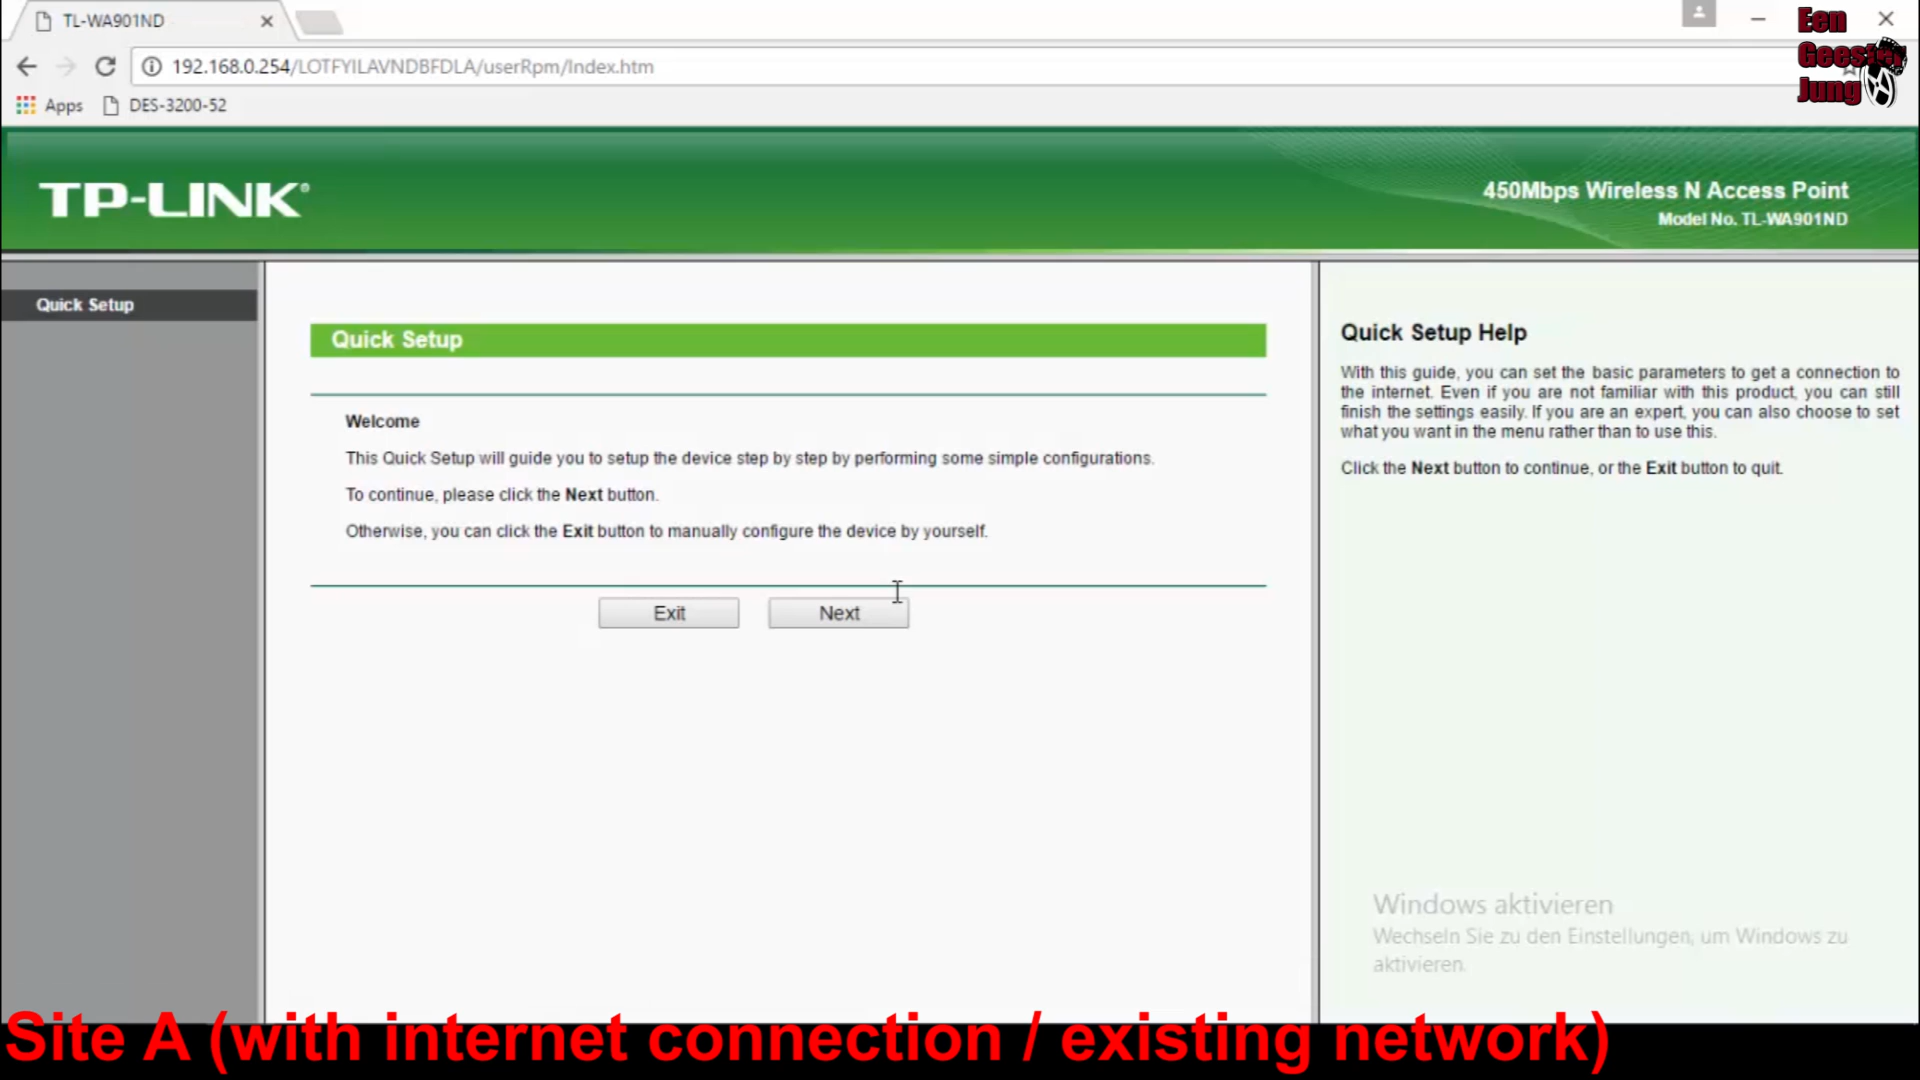 TL-WA901ND
192.168.0.254/LOTFYILAVNDBFDLA/userRpm/Index.htm
Apps DES-3200-52
Een
Geester
Jung
TP-LINK®
450Mbps Wireless N Access Point
Model No. TL-WA901ND
Quick Setup
Quick Setup
Welcome
This Quick Setup will guide you to setup the device step by step by performing some simple configurations.
To continue, please click the Next button.
Otherwise, you can click the Exit button to manually configure the device by yourself.
Exit Next
Quick Setup Help
With this guide, you can set the basic parameters to get a connection to
the internet. Even if you are not familiar with this product, you can still
finish the settings easily. If you are an expert, you can also choose to set
what you want in the menu rather than to use this.
Click the Next button to continue, or the Exit button to quit.
Windows aktivieren
Wechseln Sie zu den Einstellungen, um Windows zu
aktivieren.
Site A (with internet connection / existing network)